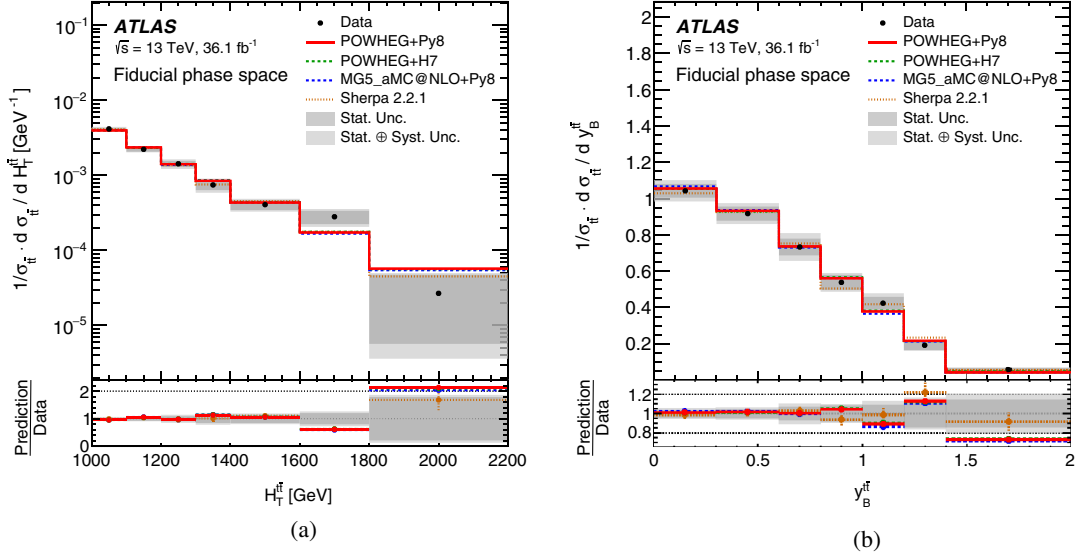 ATLAS
√s = 13 TeV, 36.1 fb⁻¹
Fiducial phase space
Data
POWHEG+Py8
POWHEG+H7
MG5_aMC@NLO+Py8
Sherpa 2.2.1
Stat. Unc.
Stat. ⊕ Syst. Unc.
1/σ_tt̄ · d σ_tt̄ / d H_T^tt̄ [GeV⁻¹]
10⁻¹
10⁻²
10⁻³
10⁻⁴
10⁻⁵
Prediction
Data
2
1
0
1000 1200 1400 1600 1800 2000 2200
H_T^tt̄ [GeV]
(a)
ATLAS
√s = 13 TeV, 36.1 fb⁻¹
Fiducial phase space
Data
POWHEG+Py8
POWHEG+H7
MG5_aMC@NLO+Py8
Sherpa 2.2.1
Stat. Unc.
Stat. ⊕ Syst. Unc.
1/σ_tt̄ · d σ_tt̄ / d y_B^tt̄
2
1.8
1.6
1.4
1.2
1
0.8
0.6
0.4
0.2
Prediction
Data
1.2
1
0.8
0 0.5 1 1.5 2
y_B^tt̄
(b)